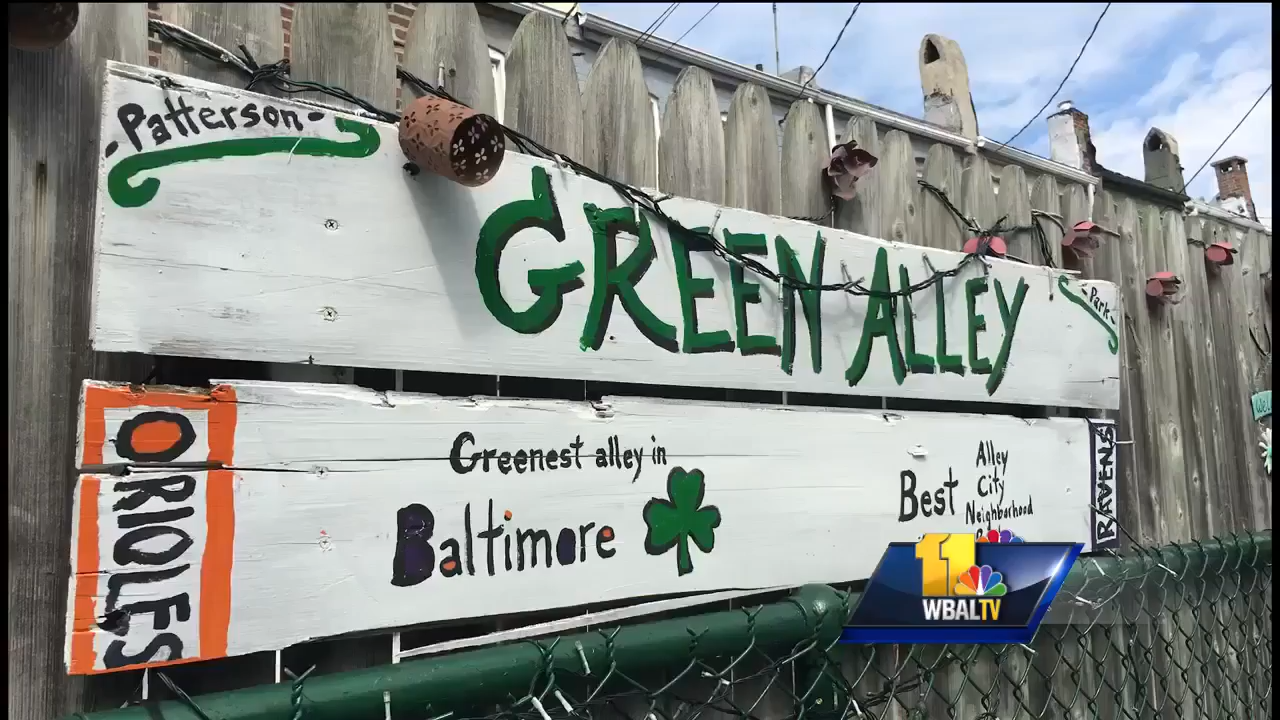 -Patterson-
GREEN ALLEY
-Park-
ORIOLES
Greenest alley in
Baltimore
Best
Alley
City
Neighborhood
RAVENS
11
WBALTV